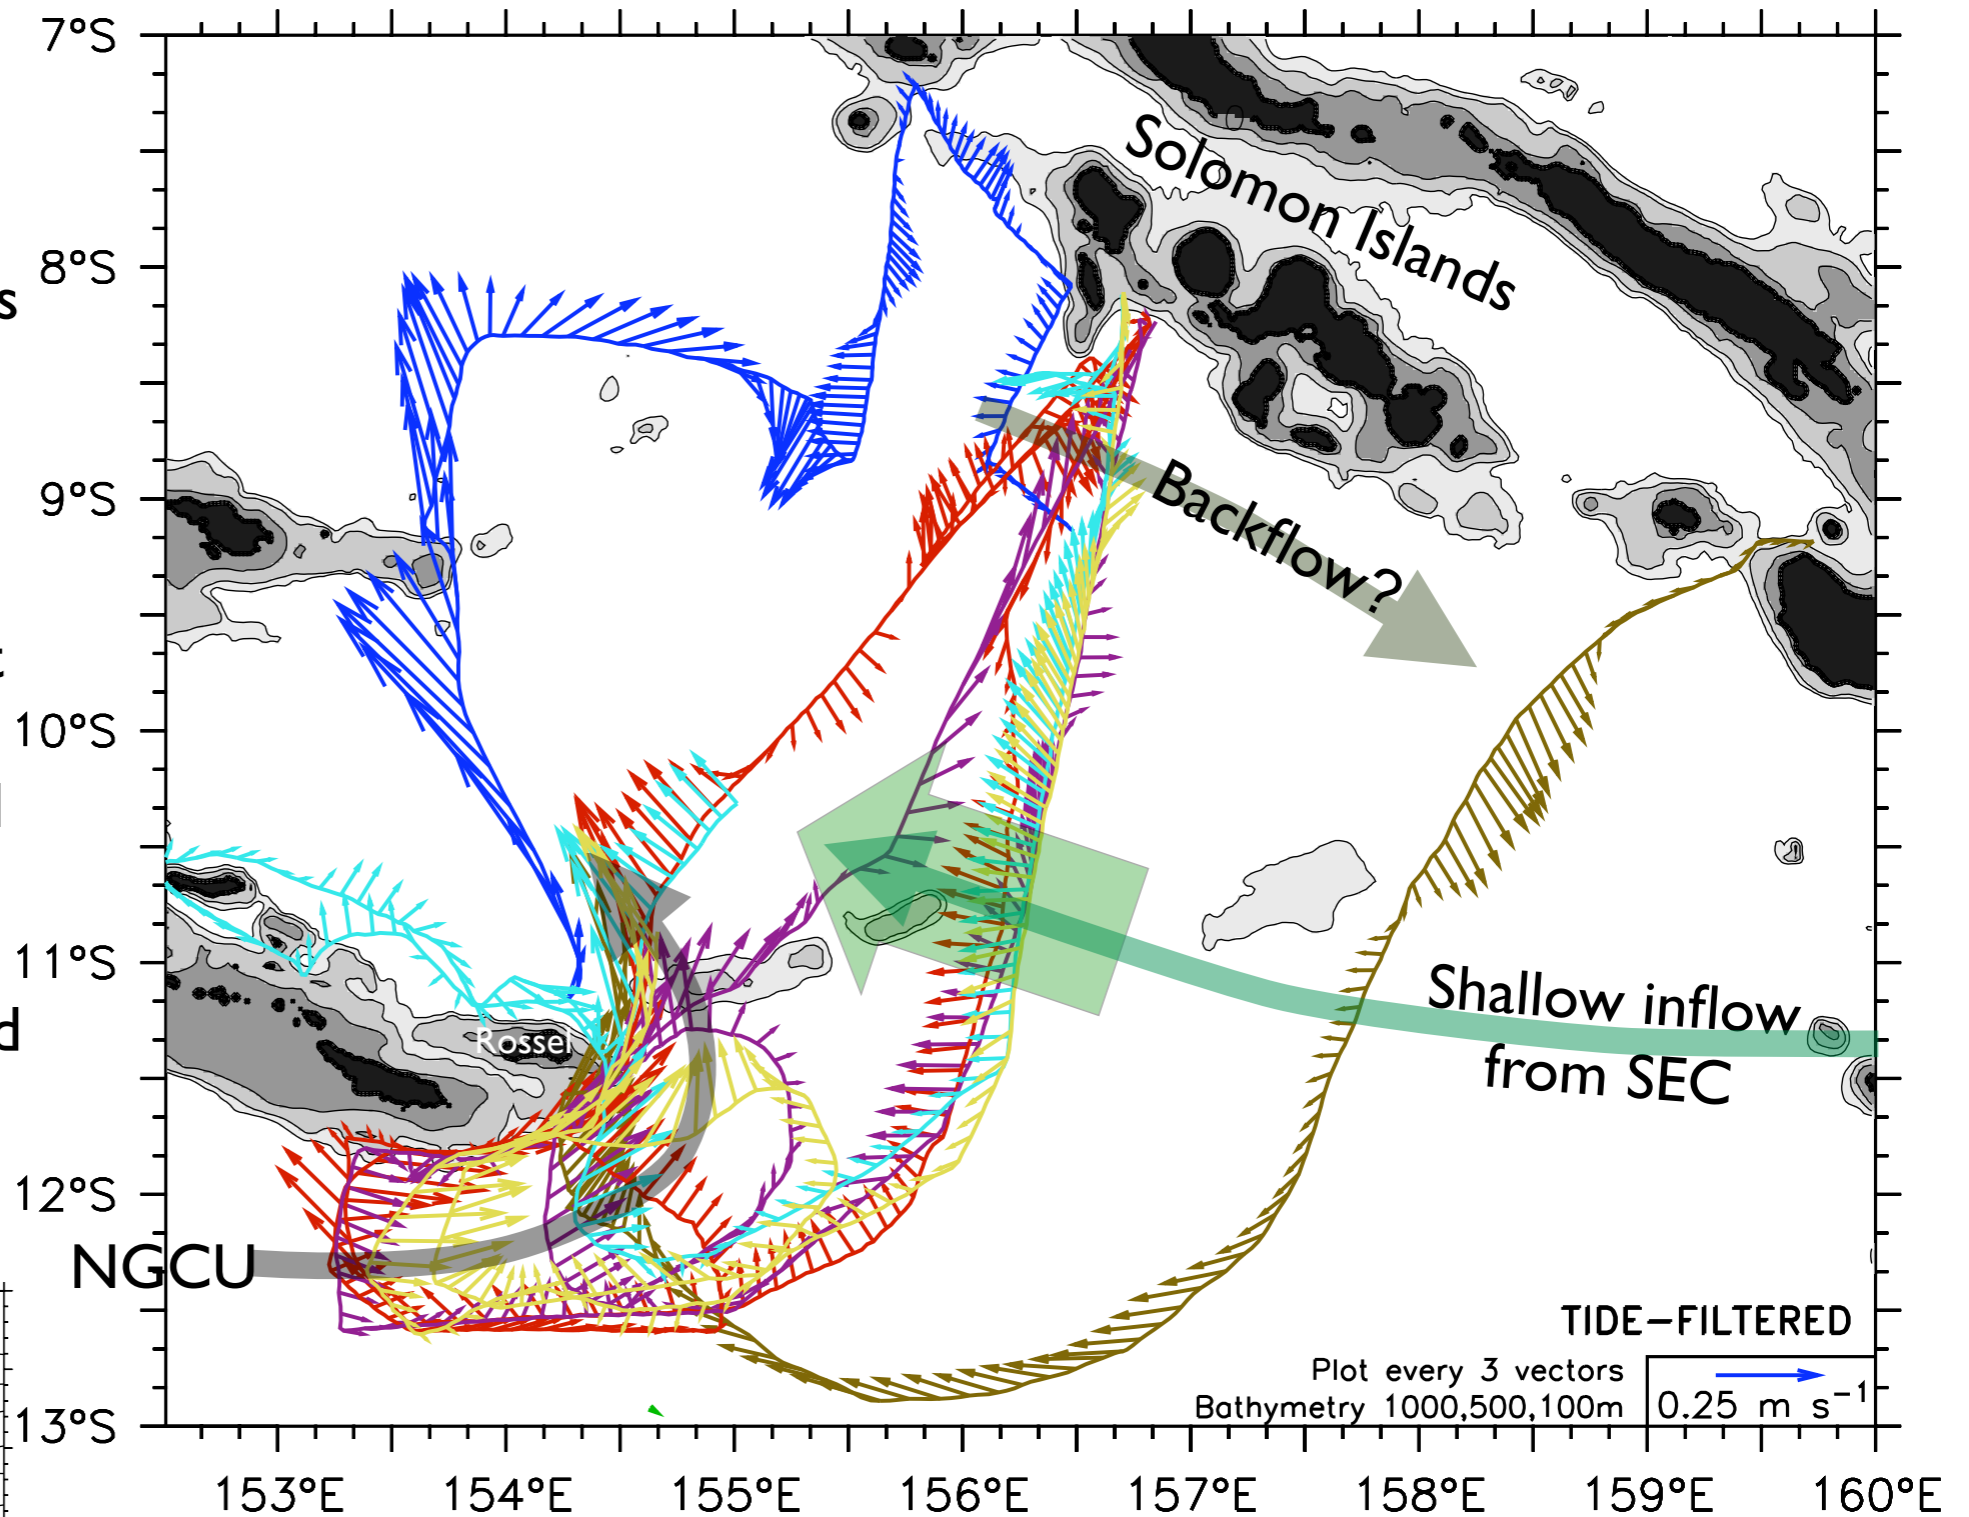 7°S
8°S
9°S
10°S
11°S
12°S
13°S
s
t
l
d
Solomon Islands
Backflow?
Shallow inflow
from SEC
Rossel
NGCU
TIDE-FILTERED
Plot every 3 vectors
Bathymetry 1000,500,100m
0.25 m s⁻¹
153°E 154°E 155°E 156°E 157°E 158°E 159°E 160°E